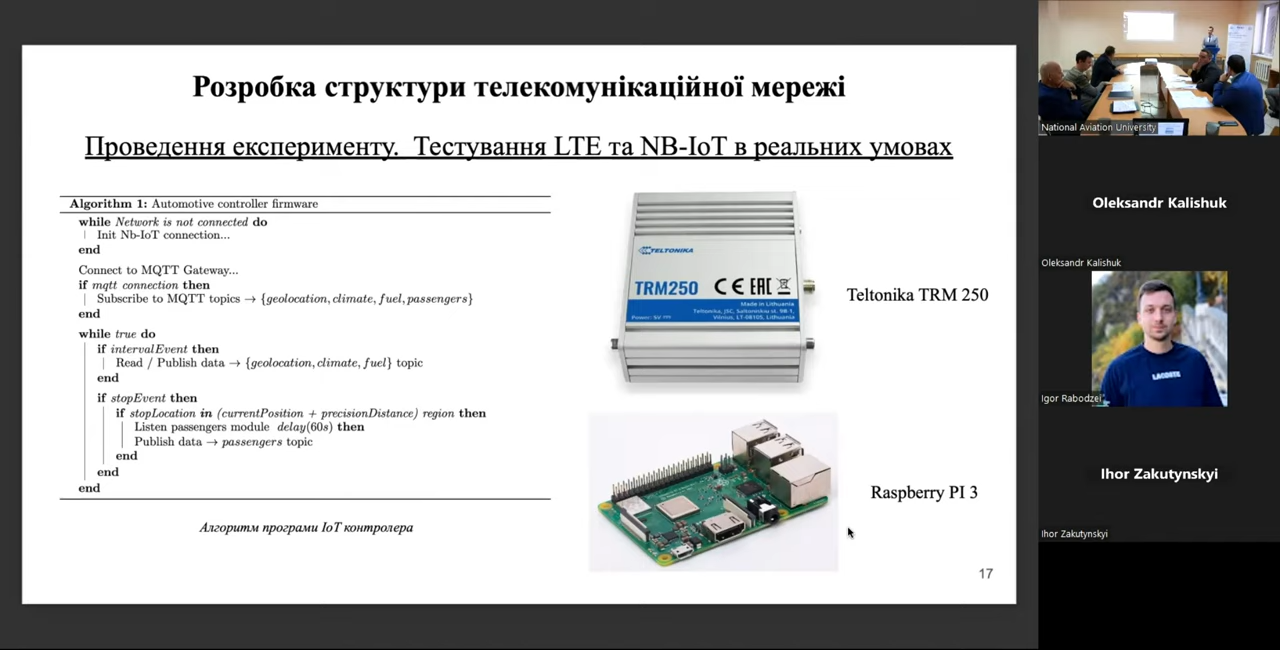 Розробка структури телекомунікаційної мережі
Проведення експерименту. Тестування LTE та NB-IoT в реальних умовах
Algorithm 1: Automotive controller firmware
while Network is not connected do
Init Nb-IoT connection...
end
Connect to MQTT Gateway...
if mqtt connection then
Subscribe to MQTT topics → {geolocation, climate, fuel, passengers}
end
while true do
if intervalEvent then
Read / Publish data → {geolocation, climate, fuel} topic
end
if stopEvent then
if stopLocation in (currentPosition + precisionDistance) region then
Listen passengers module delay(60s) then
Publish data → passengers topic
end
end
end
Алгоритм програми IoT контролера
TELTONIKA
TRM250
CE EAC
Made in Lithuania
Teltonika, JSC, Saltoniskiu st. 9B-1,
Vilnius, LT-08105, Lithuania
Power: 5V
Teltonika TRM 250
Raspberry PI 3
17
National Aviation University
Oleksandr Kalishuk
Oleksandr Kalishuk
LACOSTE
Igor Rabodzei
Ihor Zakutynskyi
Ihor Zakutynskyi